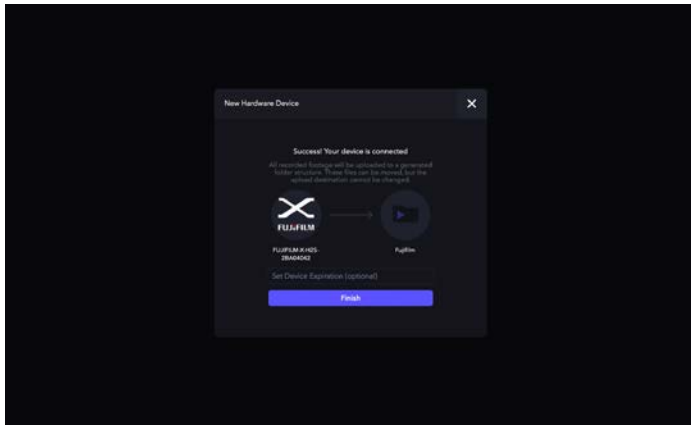 New Hardware Device
Success! Your device is connected
All recorded footage will be uploaded to a generated
folder structure. These files can be moved, but the
upload destination cannot be changed.
X
FUJIFILM
FUJIFILM-X-H2S-
2BA04042
Fujifilm
Set Device Expiration (optional)
Finish